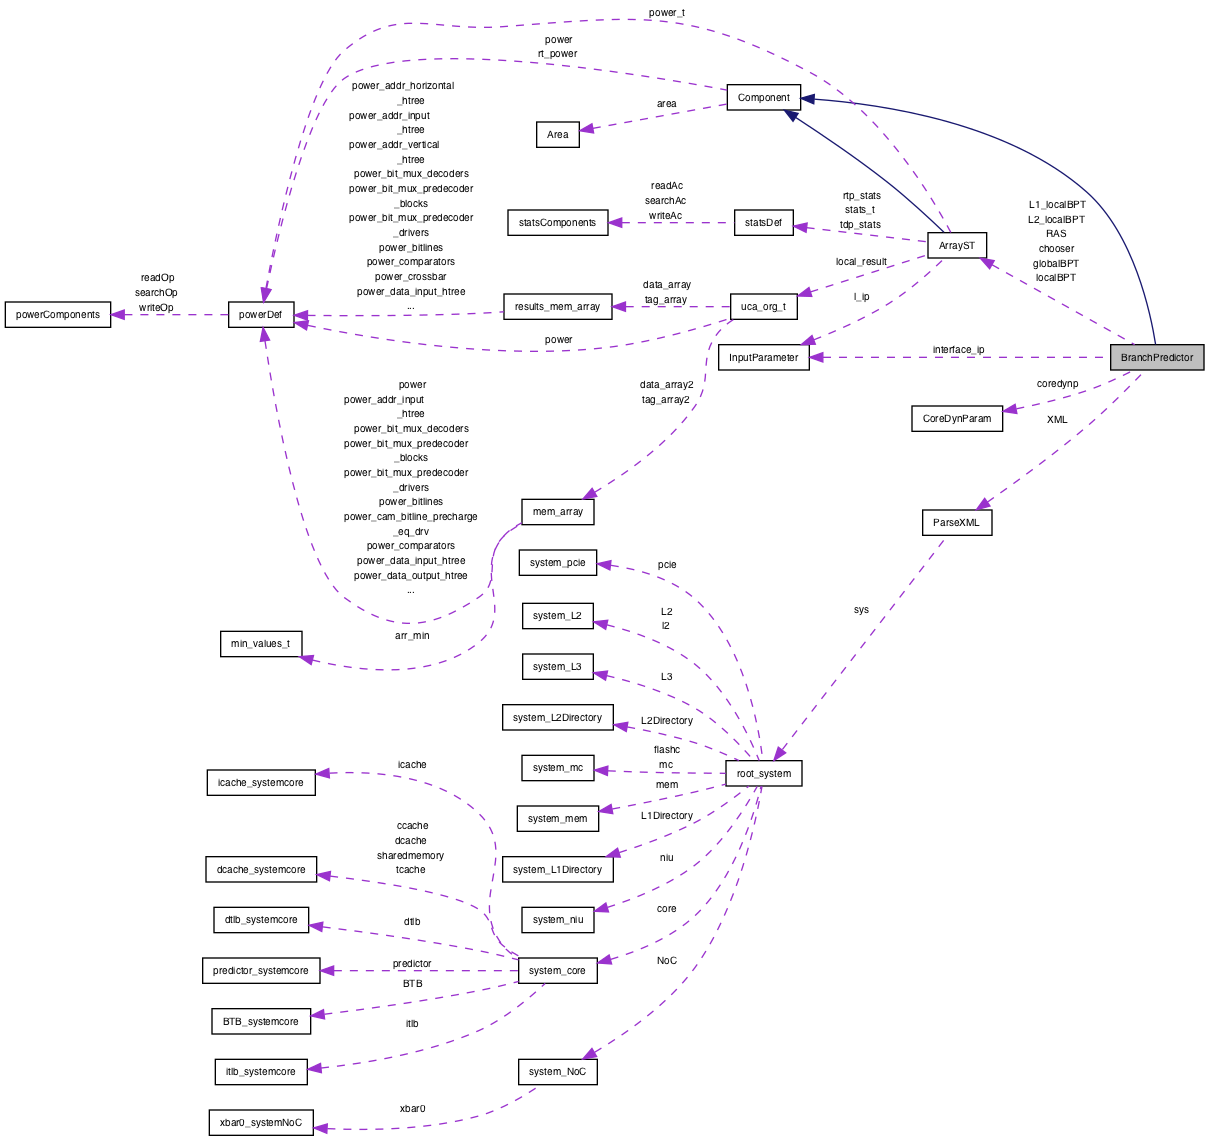 power_t
power
rt_power
Component
power_addr_horizontal
_htree
power_addr_input
_htree
power_addr_vertical
_htree
power_bit_mux_decoders
power_bit_mux_predecoder
_blocks
power_bit_mux_predecoder
_drivers
power_bitlines
power_comparators
power_crossbar
power_data_input_htree
...
area
Area
readAc
searchAc
writeAc
statsComponents
statsDef
rtp_stats
stats_t
tdp_stats
ArrayST
L1_localBPT
L2_localBPT
RAS
chooser
globalBPT
localBPT
local_result
l_ip
readOp
searchOp
writeOp
powerComponents
powerDef
results_mem_array
data_array
tag_array
uca_org_t
power
InputParameter
interface_ip
BranchPredictor
coredynp
CoreDynParam
XML
data_array2
tag_array2
power
power_addr_input
_htree
power_bit_mux_decoders
power_bit_mux_predecoder
_blocks
power_bit_mux_predecoder
_drivers
power_bitlines
power_cam_bitline_precharge
_eq_drv
power_comparators
power_data_input_htree
power_data_output_htree
...
mem_array
ParseXML
system_pcie
pcie
sys
system_L2
L2
l2
min_values_t
arr_min
system_L3
L3
system_L2Directory
L2Directory
flashc
mc
system_mc
root_system
icache
icache_systemcore
mem
system_mem
L1Directory
ccache
dcache
sharedmemory
tcache
dcache_systemcore
system_L1Directory
niu
dtlb_systemcore
dtlb
system_niu
core
predictor_systemcore
predictor
system_core
NoC
BTB
BTB_systemcore
itlb
itlb_systemcore
system_NoC
xbar0
xbar0_systemNoC